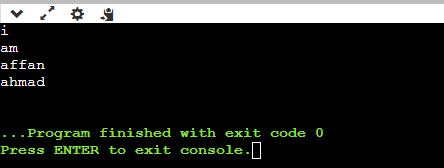 i
am
affan
ahmad
...Program finished with exit code 0
Press ENTER to exit console.